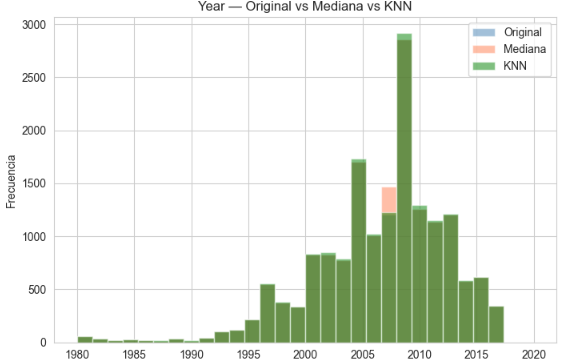 Year — Original vs Mediana vs KNN
Original
Mediana
KNN
Frecuencia
3000
2500
2000
1500
1000
500
0
1980 1985 1990 1995 2000 2005 2010 2015 2020